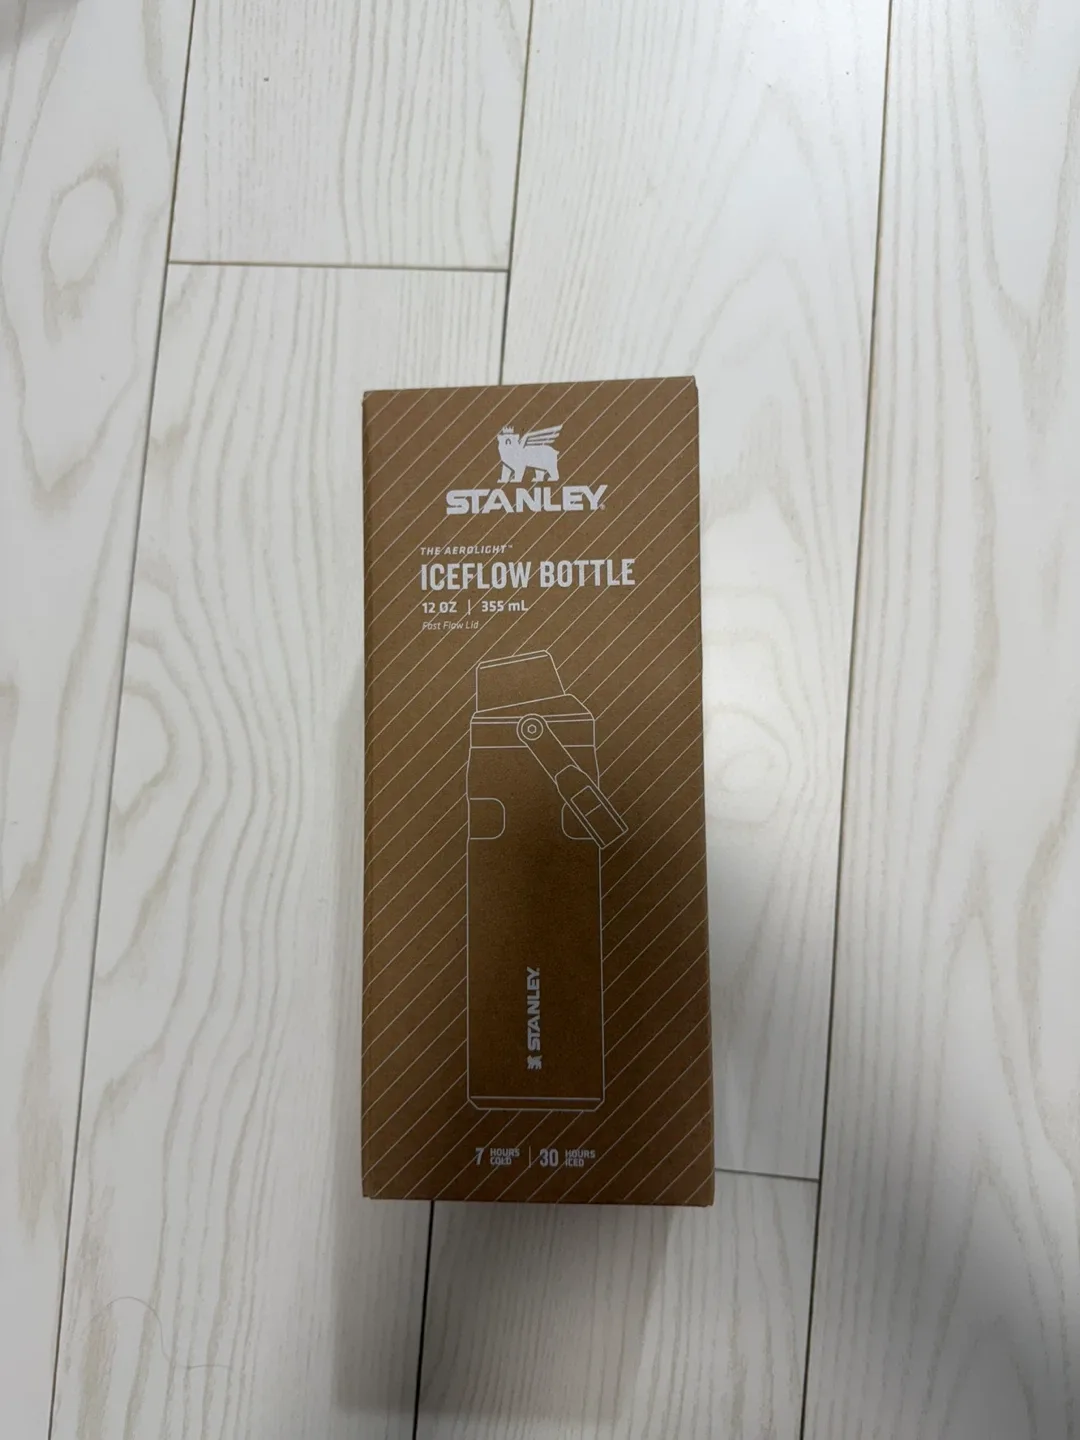 STANLEY®
THE AEROLIGHT™
ICEFLOW BOTTLE
12 OZ | 355 mL
Fast Flow Lid
STANLEY
7 HOURS COLD | 30 HOURS ICED